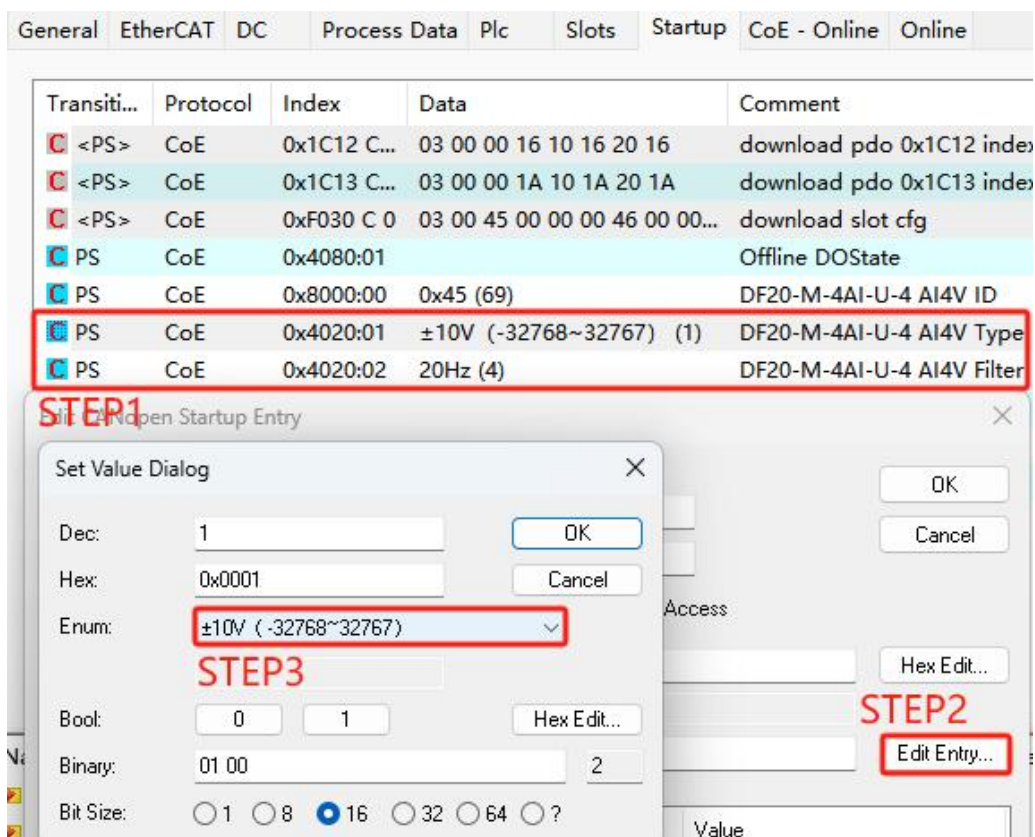 General EtherCAT DC Process Data Plc Slots Startup CoE - Online Online
Transiti... Protocol Index Data Comment
C <PS> CoE 0x1C12 C... 03 00 00 16 10 16 20 16 download pdo 0x1C12 index
C <PS> CoE 0x1C13 C... 03 00 00 1A 10 1A 20 1A download pdo 0x1C13 index
C <PS> CoE 0xF030 C 0 03 00 45 00 00 00 46 00 00... download slot cfg
C PS CoE 0x4080:01 Offline DOState
C PS CoE 0x8000:00 0x45 (69) DF20-M-4AI-U-4 AI4V ID
C PS CoE 0x4020:01 ±10V (-32768~32767) (1) DF20-M-4AI-U-4 AI4V Type
C PS CoE 0x4020:02 20Hz (4) DF20-M-4AI-U-4 AI4V Filter
STEP1
Edit CANopen Startup Entry
Set Value Dialog
OK
Cancel
Dec: 1 OK
Hex: 0x0001 Cancel
Access
Enum: ±10V (-32768~32767)
STEP3
Hex Edit...
STEP2
Bool: 0 1 Hex Edit...
Edit Entry...
Binary: 01 00 2
Bit Size: 1 8 16 32 64 ?
Value